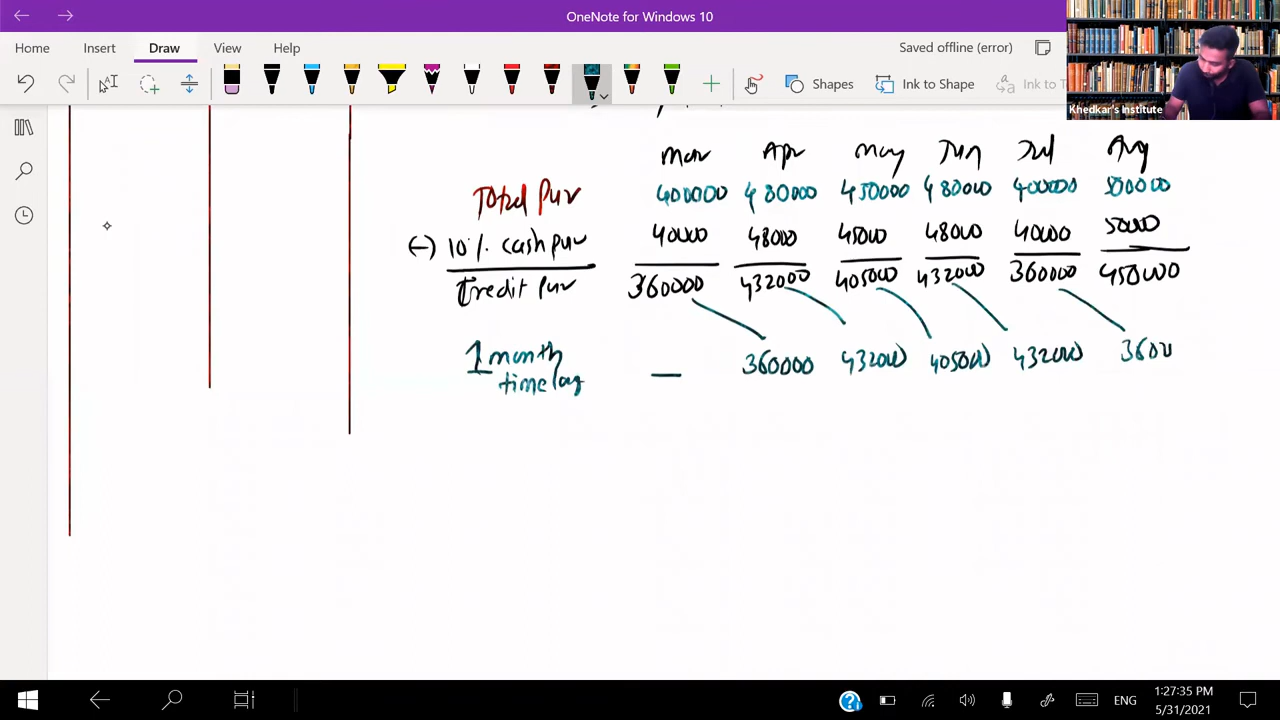 OneNote for Windows 10
Home Insert Draw View Help Saved offline (error)
Shapes Ink to Shape Ink to T
Khedkar's Institute
Mar Apr May Jun Jul Aug
Total Pur 400000 480000 450000 480000 400000 500000
(-) 10% cash pur 40000 48000 45000 48000 40000 50000
Credit Pur 360000 432000 405000 432000 360000 450000
1 month time lag — 360000 432000 405000 432000 36000
ENG
1:27:35 PM
5/31/2021